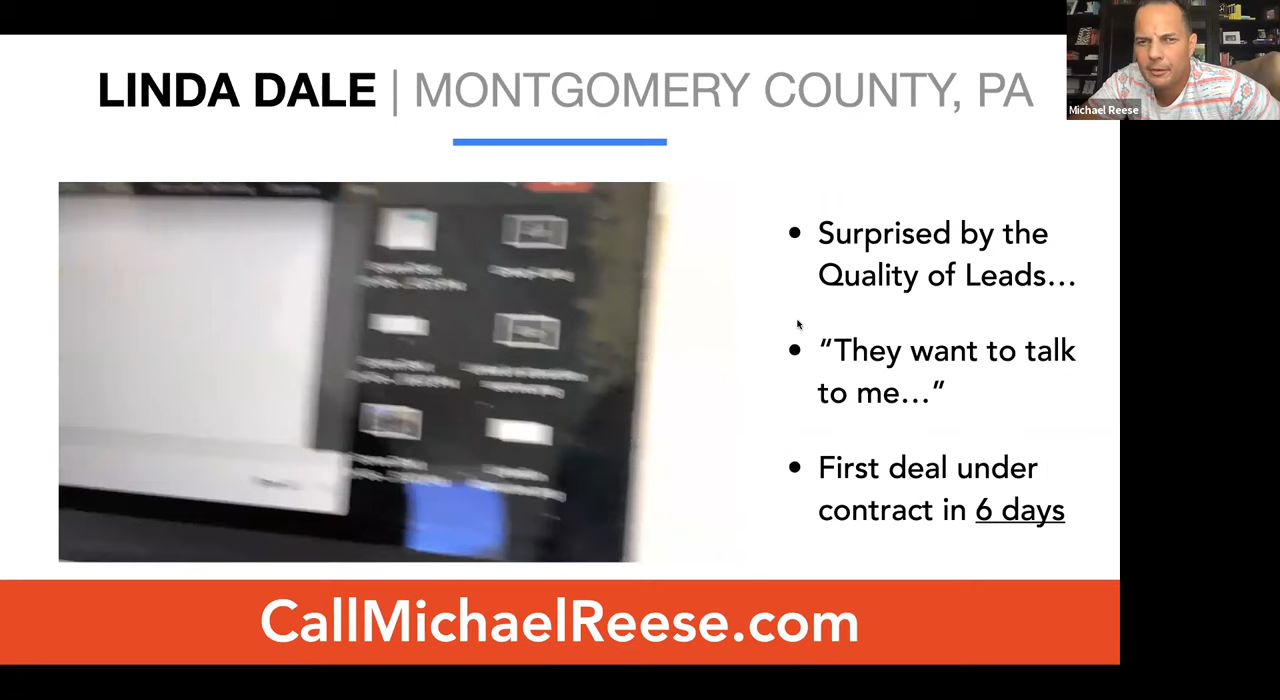 LINDA DALE | MONTGOMERY COUNTY, PA
Michael Reese
• Surprised by the
Quality of Leads...
• “They want to talk
to me...”
• First deal under
contract in 6 days
CallMichaelReese.com